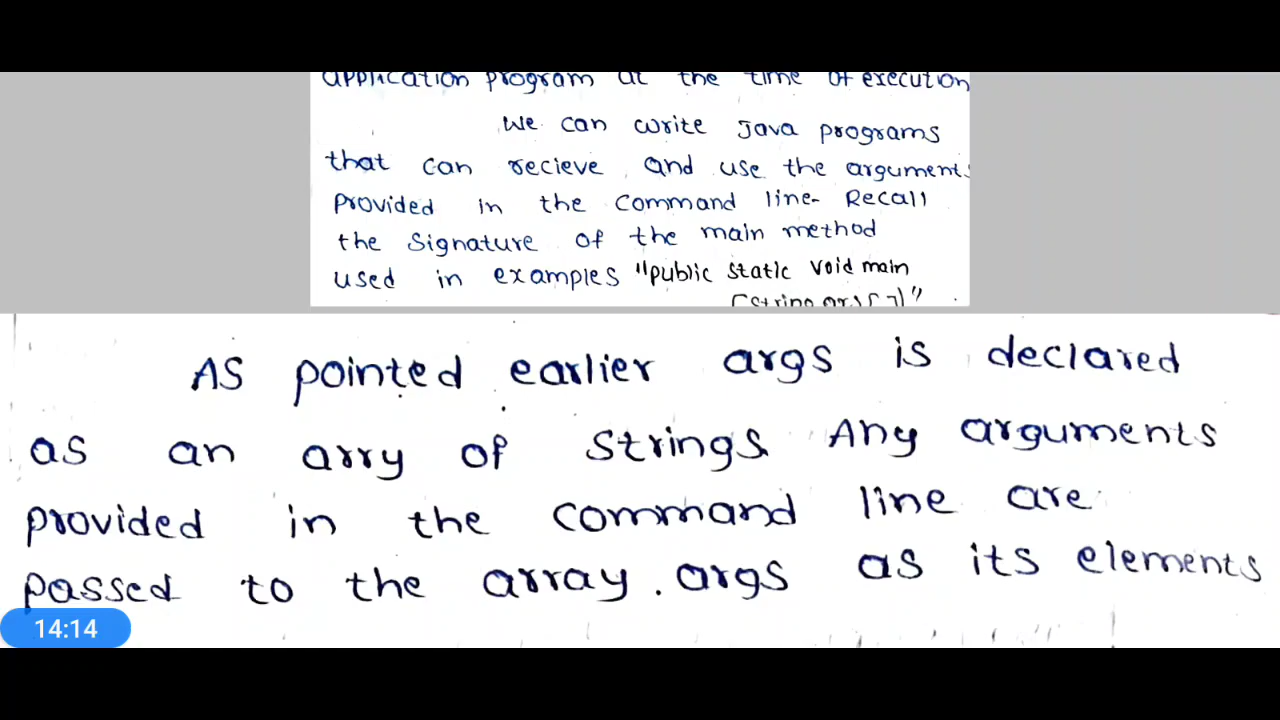 application program at the time of execution
We can write Java programs
that can recieve and use the arguments
provided in the command line- Recall
the signature of the main method
used in examples "public static void main
(string args[])"
As pointed earlier args is declared
as an arry of strings. Any arguments
provided in the command line are
passed to the array . args as its elements
14:14